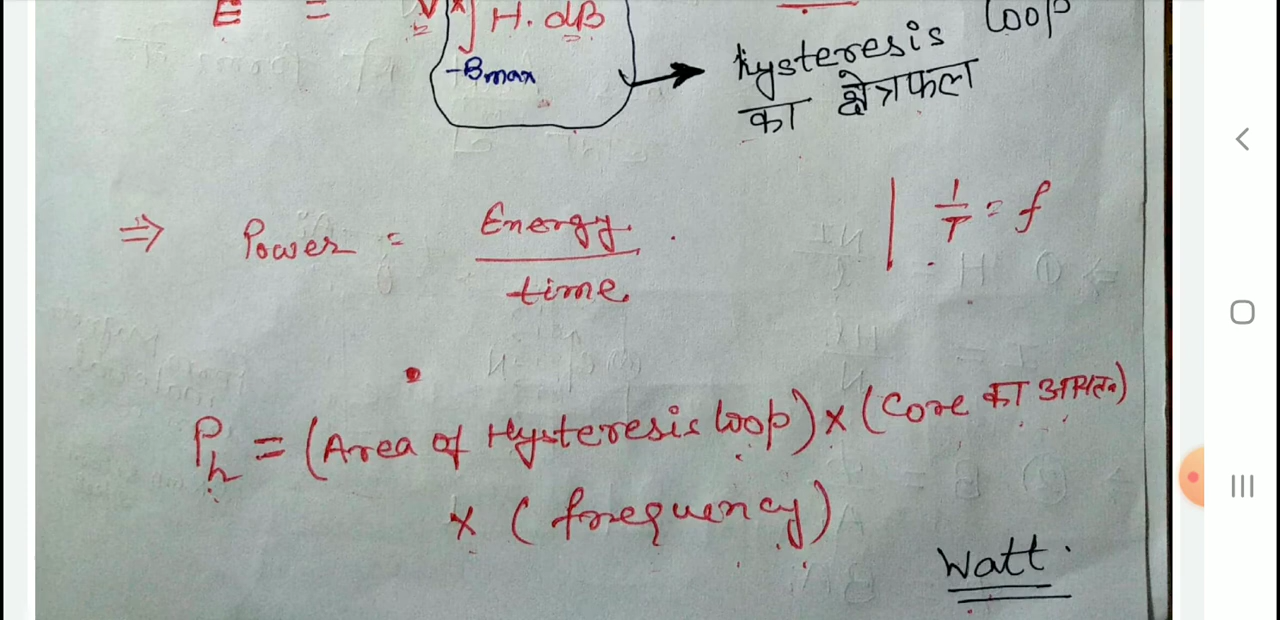 E = V × ∫ H. dB
-Bmax
Hysteresis Loop
का क्षेत्रफल
⇒ Power = Energy / time
| 1/T = f
Ph = (Area of Hysteresis loop) × (Core का आयतन)
× (frequency)
Watt.